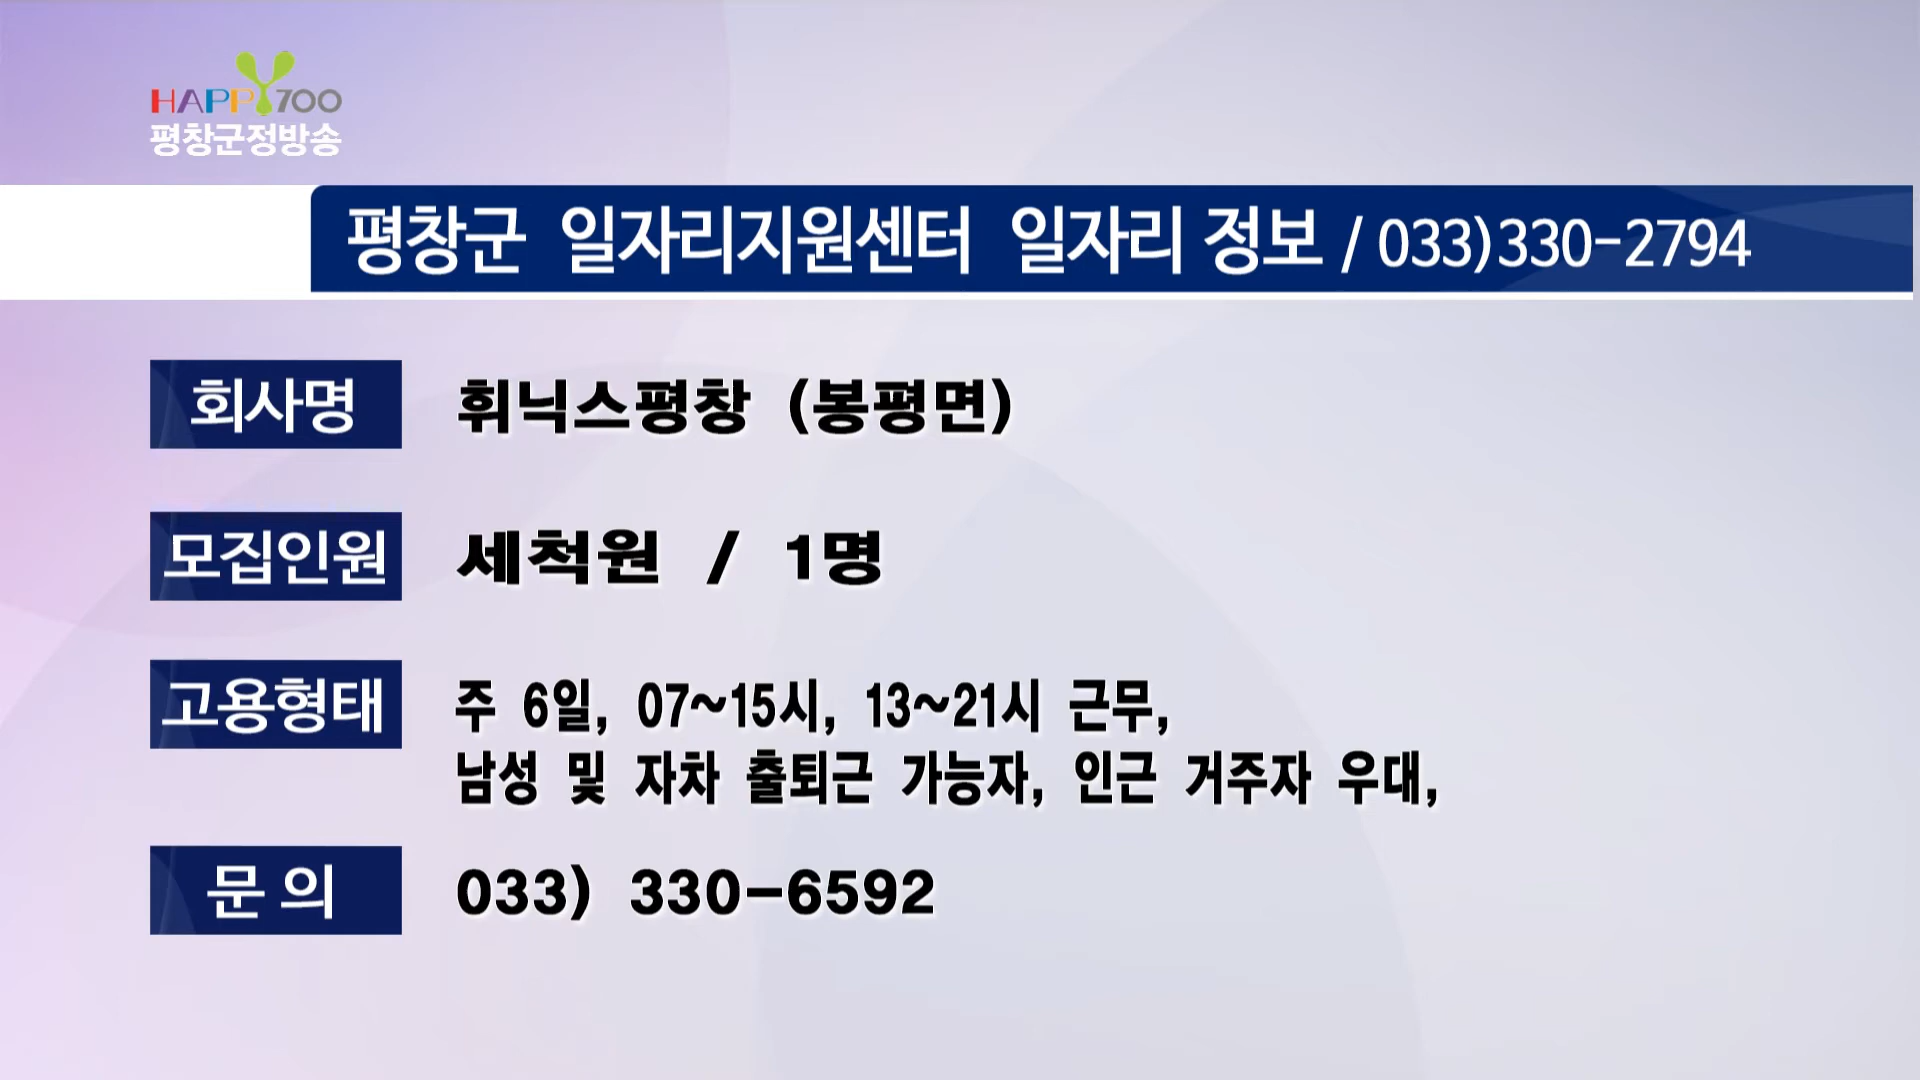 HAPPY700
평창군정방송
평창군 일자리지원센터 일자리 정보 / 033)330-2794
회사명 휘닉스평창 (봉평면)
모집인원 세척원 / 1명
고용형태 주 6일, 07~15시, 13~21시 근무,
남성 및 자차 출퇴근 가능자, 인근 거주자 우대,
문 의 033) 330-6592